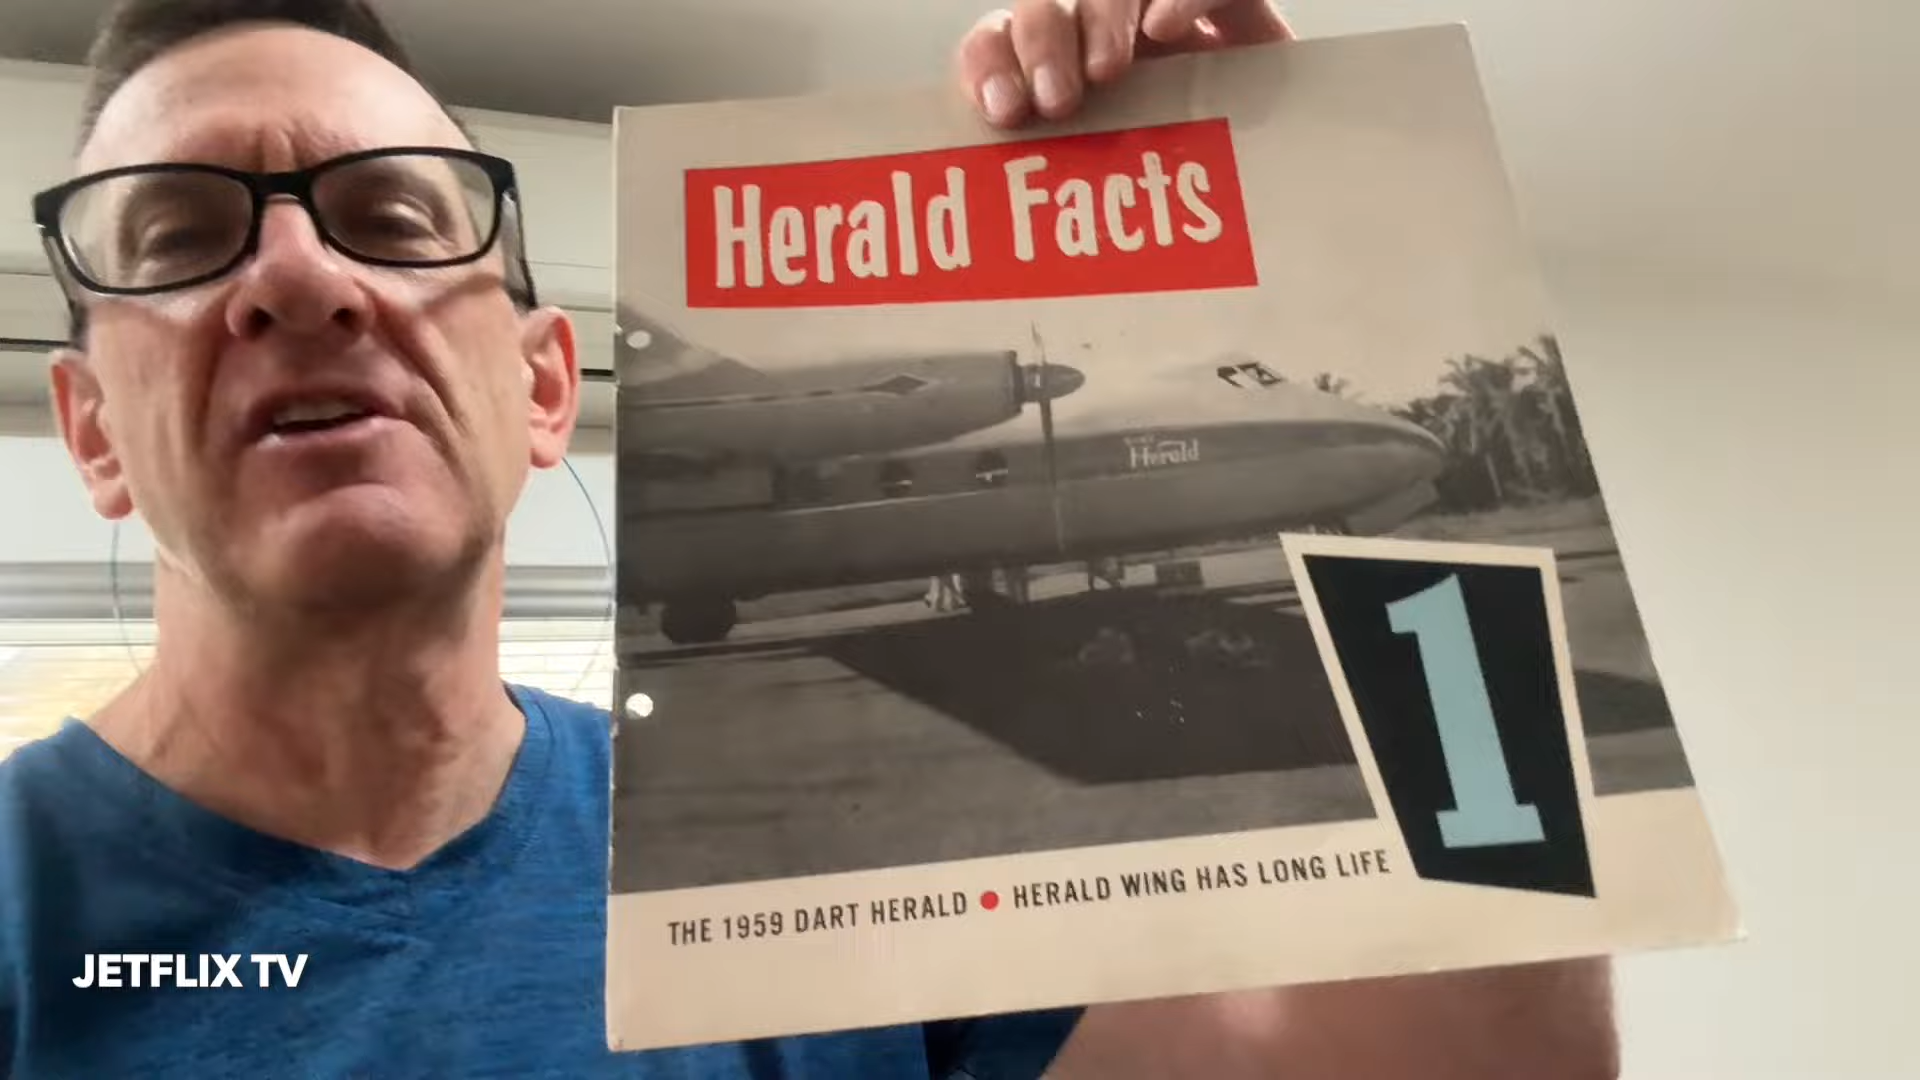 Herald Facts
Herald
1
THE 1959 DART HERALD ● HERALD WING HAS LONG LIFE
JETFLIX TV